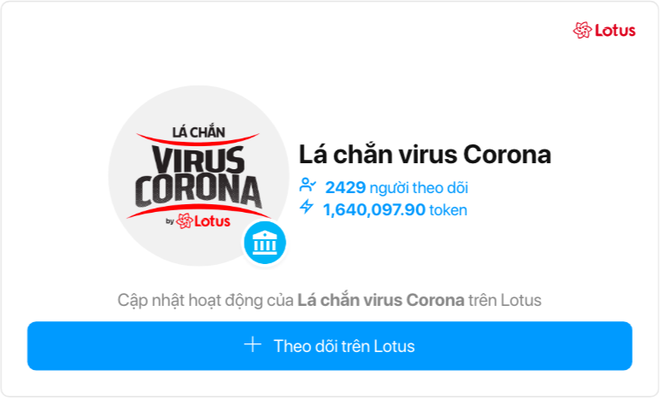 Lotus
LÁ CHẮN
VIRUS
CORONA
by Lotus
Lá chắn virus Corona
2429 người theo dõi
1,640,097.90 token
Cập nhật hoạt động của Lá chắn virus Corona trên Lotus
Theo dõi trên Lotus